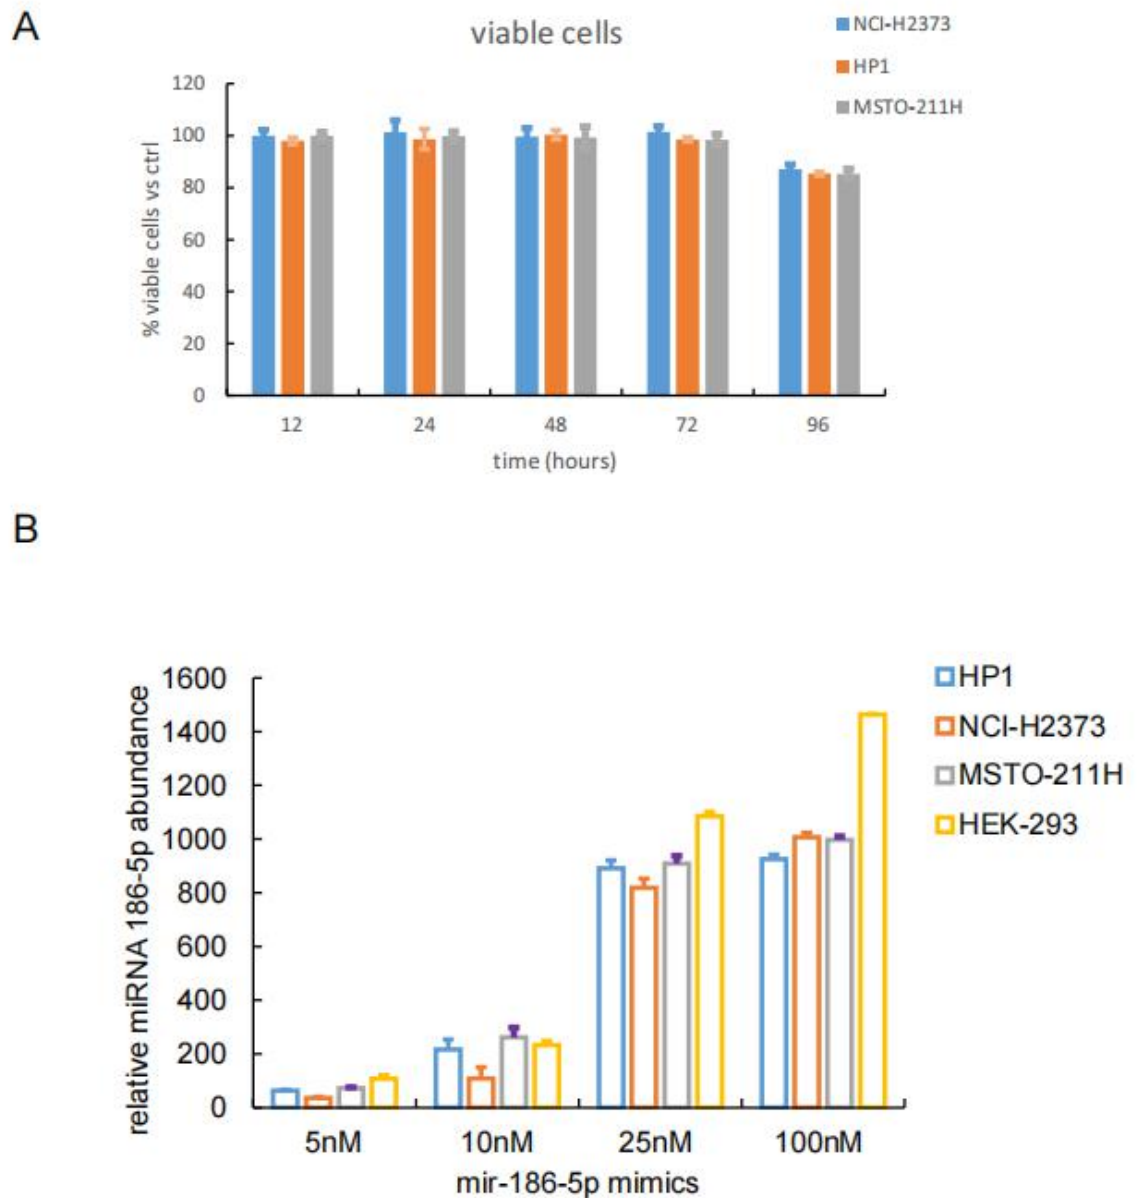 A
viable cells
NCI-H2373
HP1
MSTO-211H
% viable cells vs ctrl
120
100
80
60
40
20
0
12 24 48 72 96
time (hours)
B
relative miRNA 186-5p abundance
1600
1400
1200
1000
800
600
400
200
0
HP1
NCI-H2373
MSTO-211H
HEK-293
5nM 10nM 25nM 100nM
mir-186-5p mimics